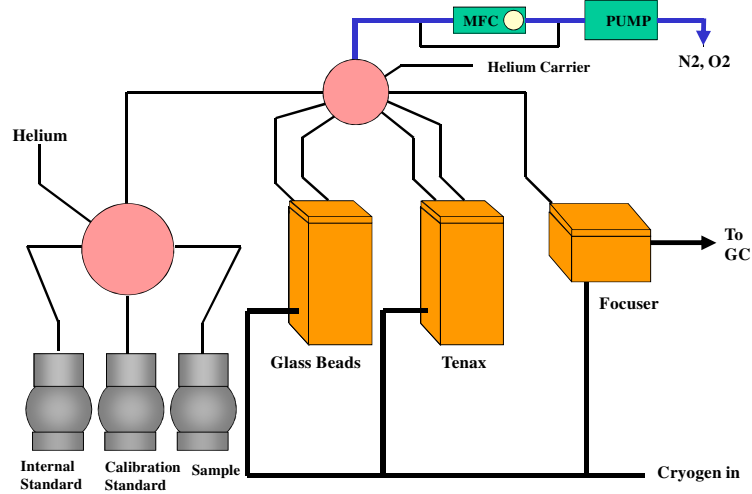 MFC
PUMP
N2, O2
Helium Carrier
Helium
To
GC
Focuser
Glass Beads
Tenax
Internal
Standard
Calibration
Standard
Sample
Cryogen in